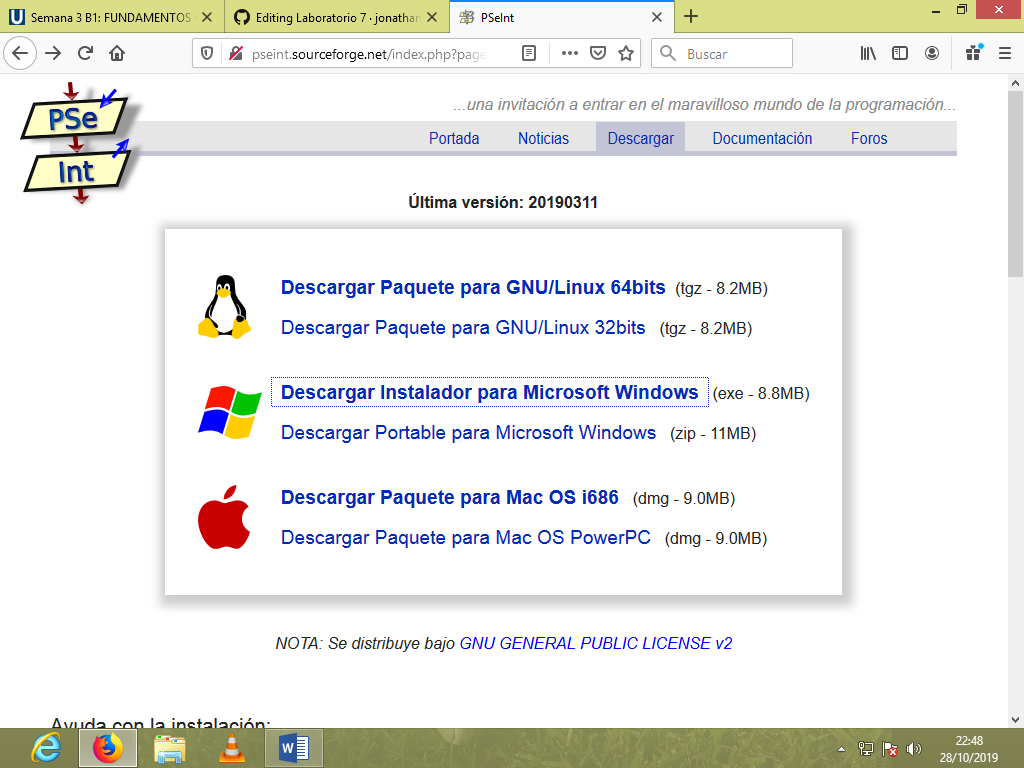 Semana 3 B1: FUNDAMENTOS
Editing Laboratorio 7 · jonathan
PSeInt
pseint.sourceforge.net/index.php?page
Buscar
PSe
Int
...una invitación a entrar en el maravilloso mundo de la programación...
Portada Noticias Descargar Documentación Foros
Última versión: 20190311
Descargar Paquete para GNU/Linux 64bits (tgz - 8.2MB)
Descargar Paquete para GNU/Linux 32bits (tgz - 8.2MB)
Descargar Instalador para Microsoft Windows (exe - 8.8MB)
Descargar Portable para Microsoft Windows (zip - 11MB)
Descargar Paquete para Mac OS i686 (dmg - 9.0MB)
Descargar Paquete para Mac OS PowerPC (dmg - 9.0MB)
NOTA: Se distribuye bajo GNU GENERAL PUBLIC LICENSE v2
Ayuda con la instalación:
22:48
28/10/2019